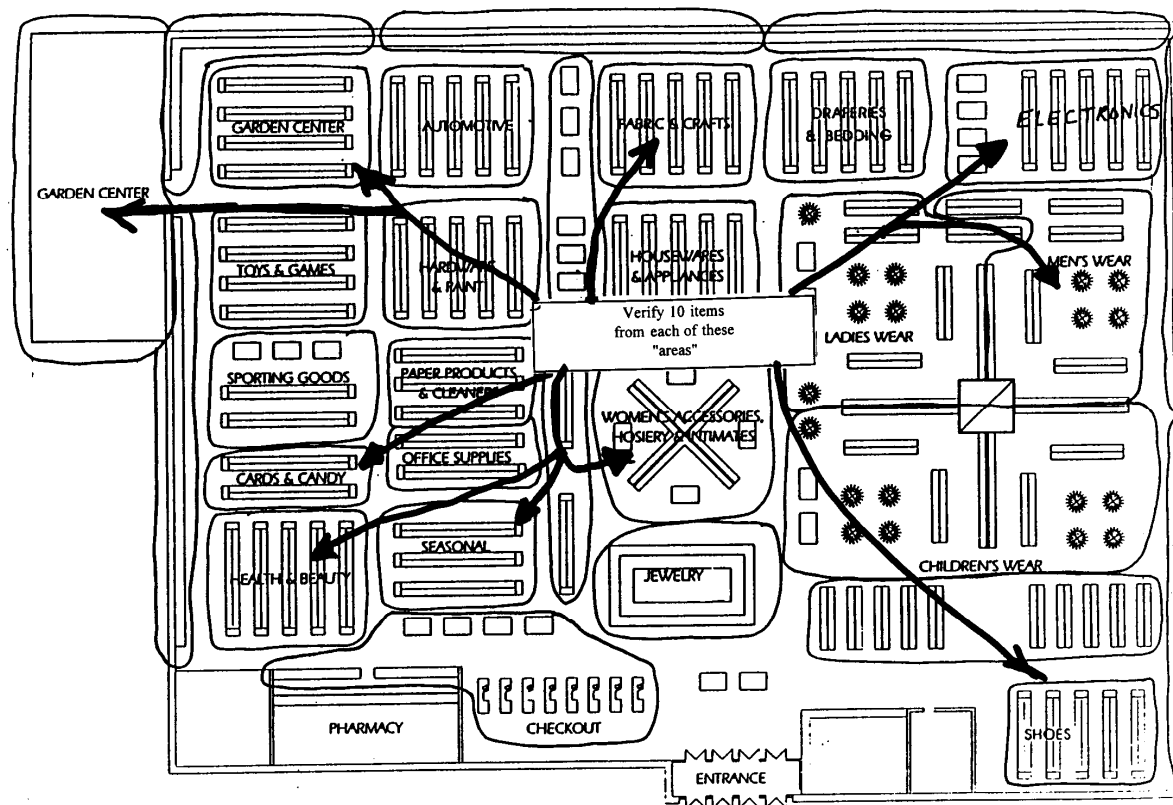 GARDEN CENTER
AUTOMOTIVE
FABRIC & CRAFTS
DRAPERIES
& BEDDING
ELECTRONICS
GARDEN CENTER
TOYS & GAMES
HARDWARE
& PAINT
HOUSEWARES
& APPLIANCES
MEN'S WEAR
Verify 10 items
from each of these
"areas"
LADIES WEAR
SPORTING GOODS
PAPER PRODUCTS
& CLEANERS
WOMEN'S ACCESSORIES,
HOSIERY & INTIMATES
OFFICE SUPPLIES
CARDS & CANDY
SEASONAL
HEALTH & BEAUTY
JEWELRY
CHILDREN'S WEAR
PHARMACY
CHECKOUT
SHOES
ENTRANCE